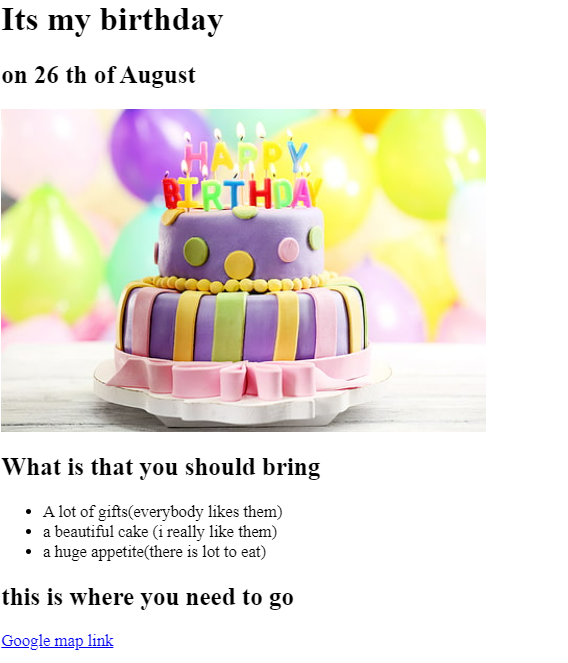 Its my birthday
on 26 th of August
HAPPY
BIRTHDAY
What is that you should bring
A lot of gifts(everybody likes them)
a beautiful cake (i really like them)
a huge appetite(there is lot to eat)
this is where you need to go
Google map link